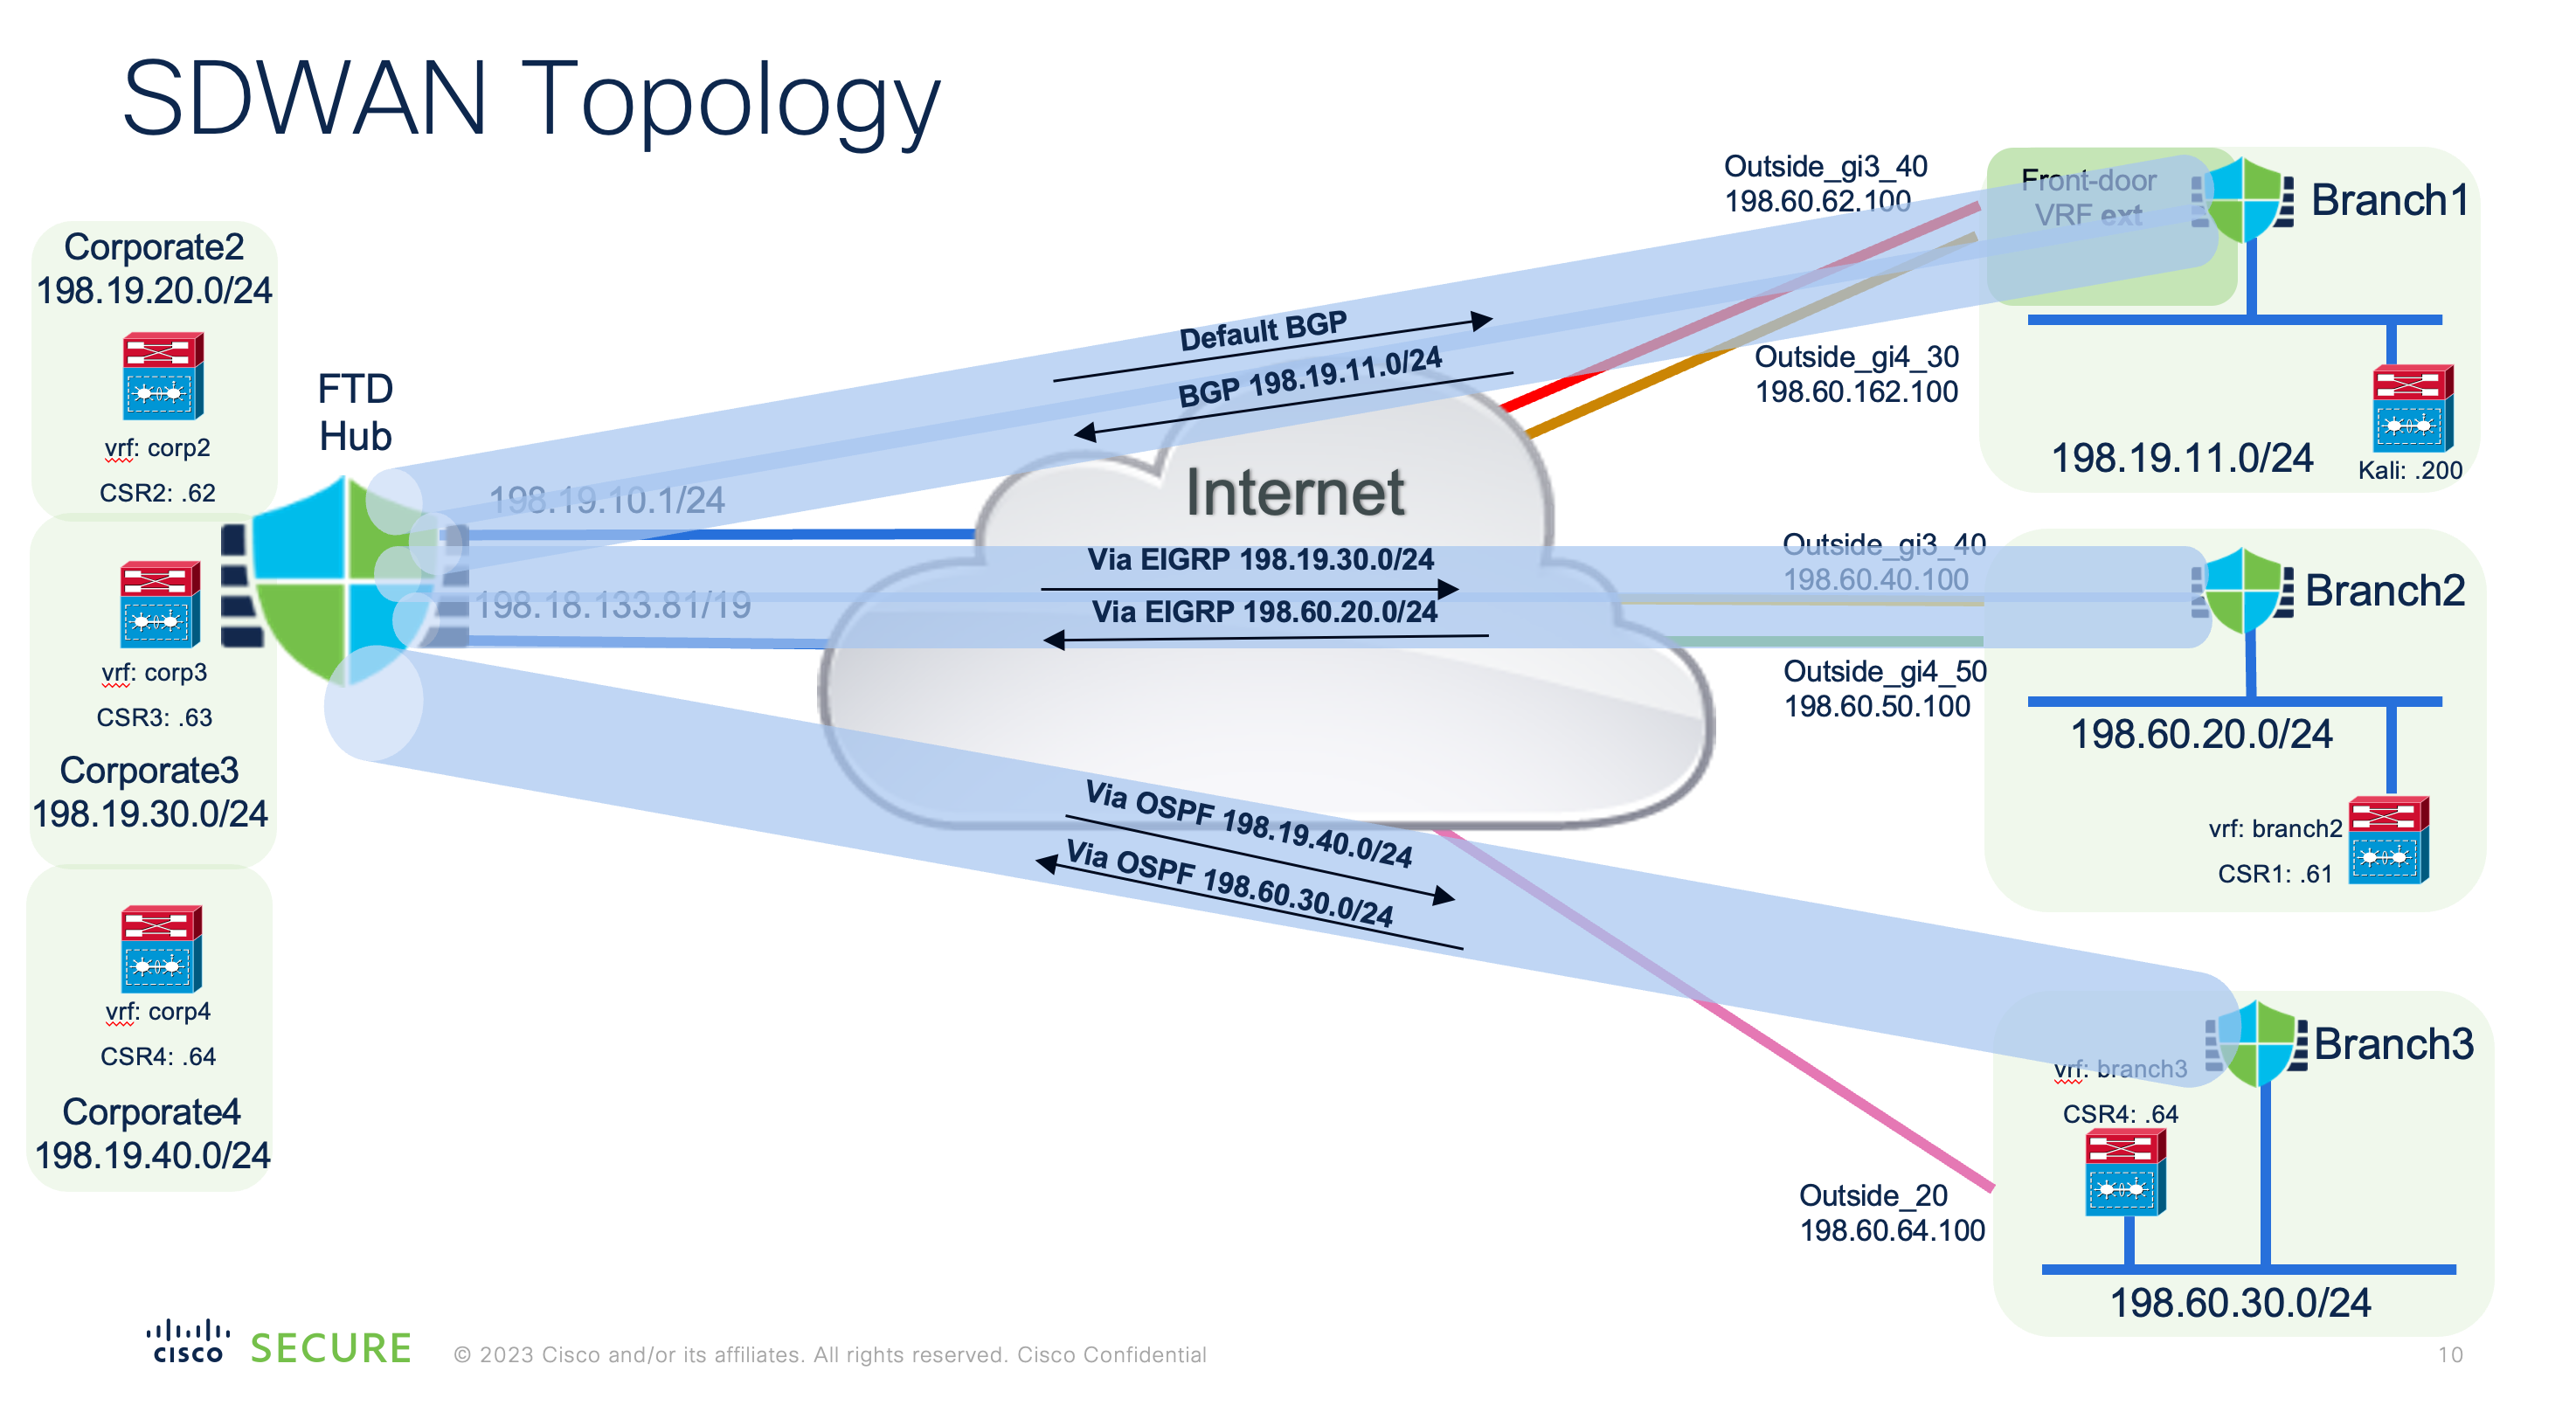 SDWAN Topology
Corporate2
198.19.20.0/24
vrf: corp2
CSR2: .62
vrf: corp3
CSR3: .63
Corporate3
198.19.30.0/24
vrf: corp4
CSR4: .64
Corporate4
198.19.40.0/24
FTD
Hub
198.19.10.1/24
198.18.133.81/19
Default BGP
BGP 198.19.11.0/24
Internet
Via EIGRP 198.19.30.0/24
Via EIGRP 198.60.20.0/24
Via OSPF 198.19.40.0/24
Via OSPF 198.60.30.0/24
Outside_gi3_40
198.60.62.100
Outside_gi4_30
198.60.162.100
Outside_gi3_40
198.60.40.100
Outside_gi4_50
198.60.50.100
Outside_20
198.60.64.100
Front-door
VRF ext
Branch1
198.19.11.0/24
Kali: .200
Branch2
198.60.20.0/24
vrf: branch2
CSR1: .61
Branch3
vrf: branch3
CSR4: .64
198.60.30.0/24
CISCO SECURE
© 2023 Cisco and/or its affiliates. All rights reserved. Cisco Confidential
10